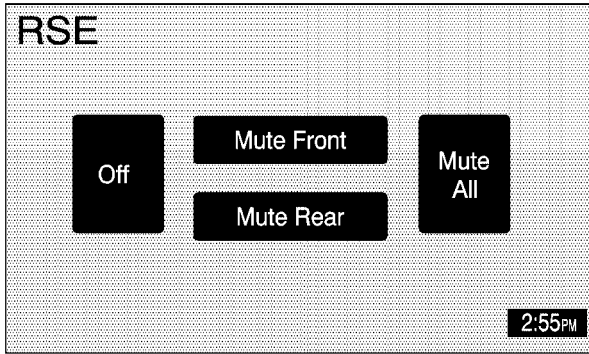 RSE
Off
Mute Front
Mute Rear
Mute
All
2:55PM